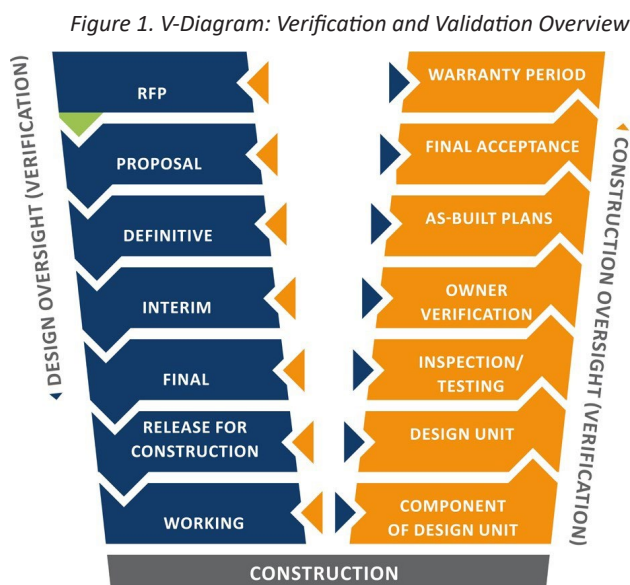 Figure 1. V-Diagram: Verification and Validation Overview
DESIGN OVERSIGHT (VERIFICATION)
RFP
PROPOSAL
DEFINITIVE
INTERIM
FINAL
RELEASE FOR
CONSTRUCTION
WORKING
WARRANTY PERIOD
FINAL ACCEPTANCE
AS-BUILT PLANS
OWNER
VERIFICATION
INSPECTION/
TESTING
DESIGN UNIT
COMPONENT
OF DESIGN UNIT
CONSTRUCTION OVERSIGHT (VERIFICATION)
CONSTRUCTION